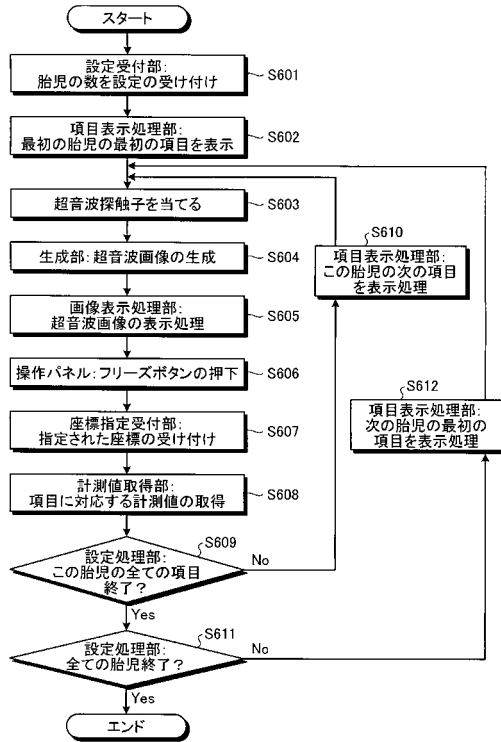 スタート
設定受付部:
胎児の数を設定の受け付け
S601
項目表示処理部:
最初の胎児の最初の項目を表示
S602
超音波探触子を当てる
S603
生成部:超音波画像の生成
S604
画像表示処理部:
超音波画像の表示処理
S605
操作パネル:フリーズボタンの押下
S606
座標指定受付部:
指定された座標の受け付け
S607
計測値取得部:
項目に対応する計測値の取得
S608
設定処理部:
この胎児の全ての項目
終了?
S609
No
Yes
S610
項目表示処理部:
この胎児の次の項目
を表示処理
設定処理部:
全ての胎児終了?
S611
No
Yes
S612
項目表示処理部:
次の胎児の最初の
項目を表示処理
エンド